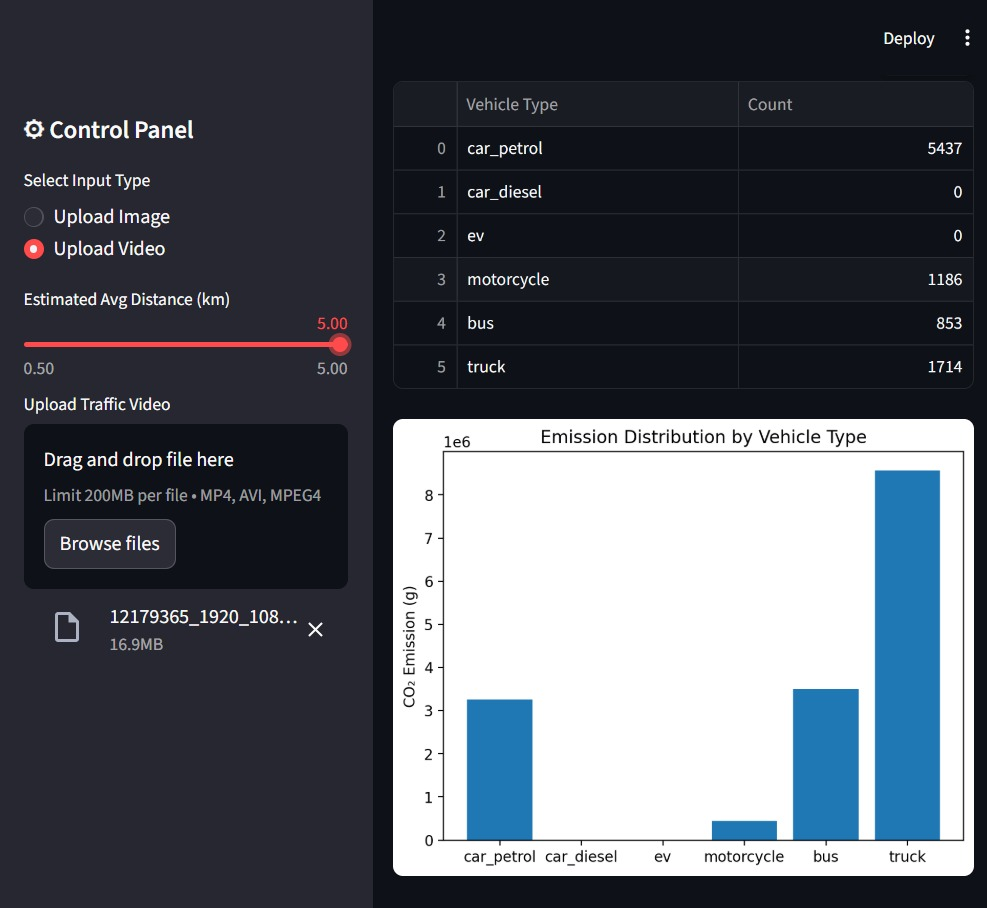 Deploy
Control Panel
Select Input Type
Upload Image
Upload Video
Estimated Avg Distance (km)
5.00
0.50 5.00
Upload Traffic Video
Drag and drop file here
Limit 200MB per file • MP4, AVI, MPEG4
Browse files
12179365_1920_108...
16.9MB
Vehicle Type Count
0 car_petrol 5437
1 car_diesel 0
2 ev 0
3 motorcycle 1186
4 bus 853
5 truck 1714
Emission Distribution by Vehicle Type
1e6
CO₂ Emission (g)
8
7
6
5
4
3
2
1
0
car_petrol car_diesel ev motorcycle bus truck